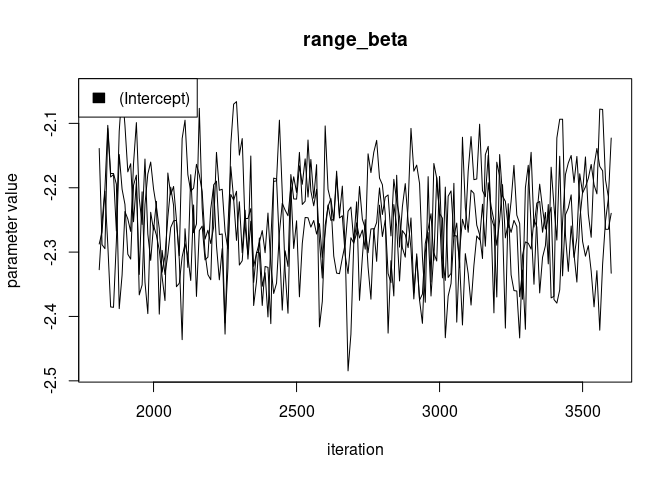 range_beta
(Intercept)
parameter value
-2.1
-2.2
-2.3
-2.4
-2.5
2000 2500 3000 3500
iteration